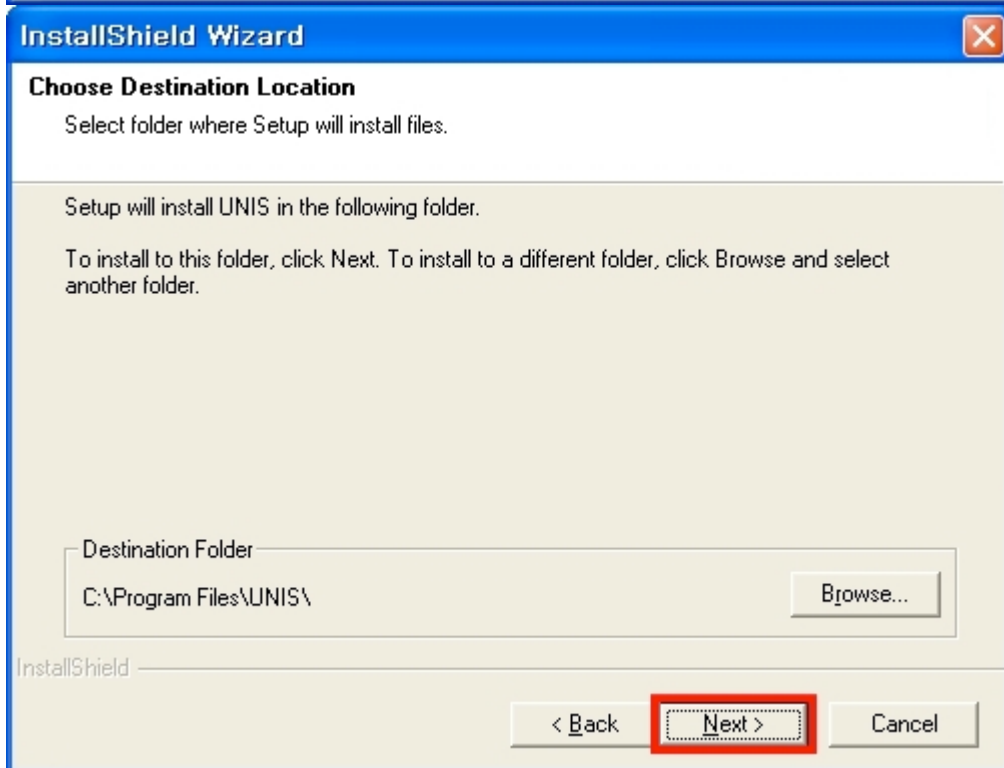 InstallShield Wizard
Choose Destination Location
Select folder where Setup will install files.
Setup will install UNIS in the following folder.
To install to this folder, click Next. To install to a different folder, click Browse and select
another folder.
Destination Folder
C:\Program Files\UNIS\
Browse...
InstallShield
< Back
Next >
Cancel